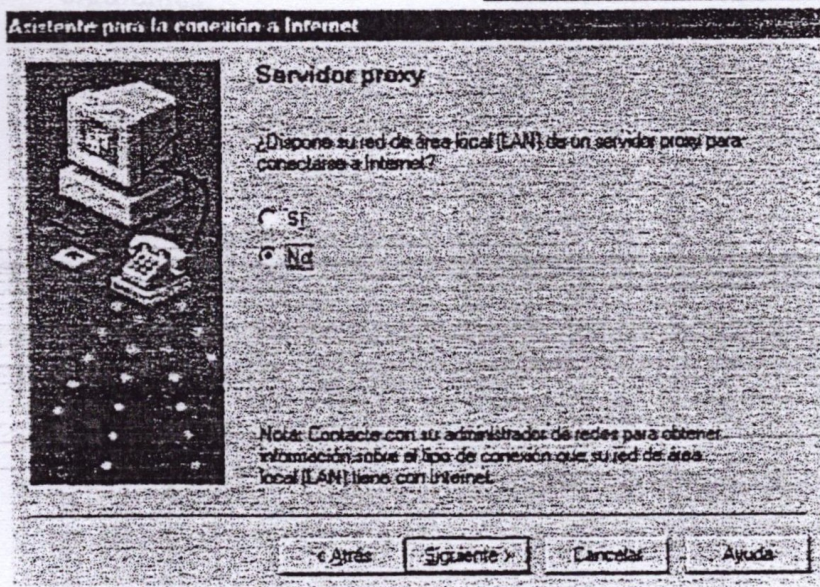 Asistente para la conexión a Internet
Servidor proxy
¿Dispone su red de área local (LAN) de un servidor proxy para
conectarse a Internet?
Sí
No
Nota: Contacte con su administrador de redes para obtener
información sobre el tipo de conexión que su red de área
local (LAN) tiene con Internet.
< Atrás
Siguiente >
Cancelar
Ayuda